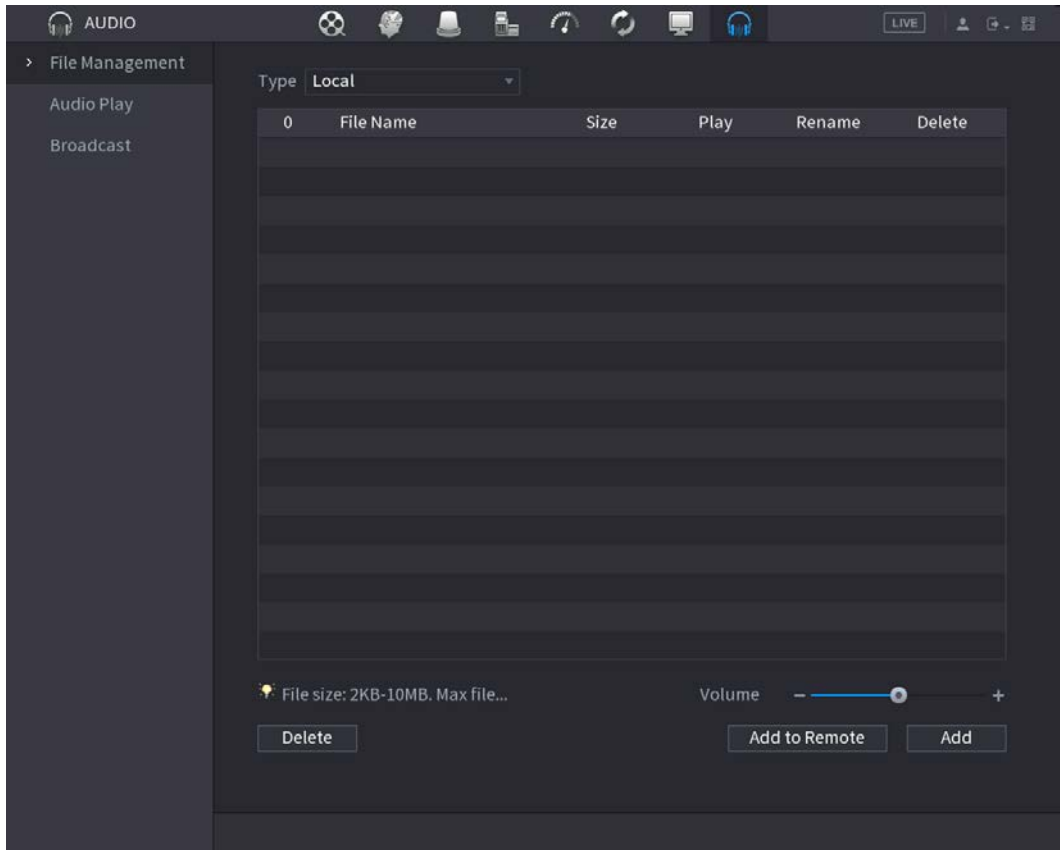 AUDIO
LIVE
File Management
Audio Play
Broadcast
Type Local
0 File Name Size Play Rename Delete
File size: 2KB-10MB. Max file...
Volume - +
Delete Add to Remote Add